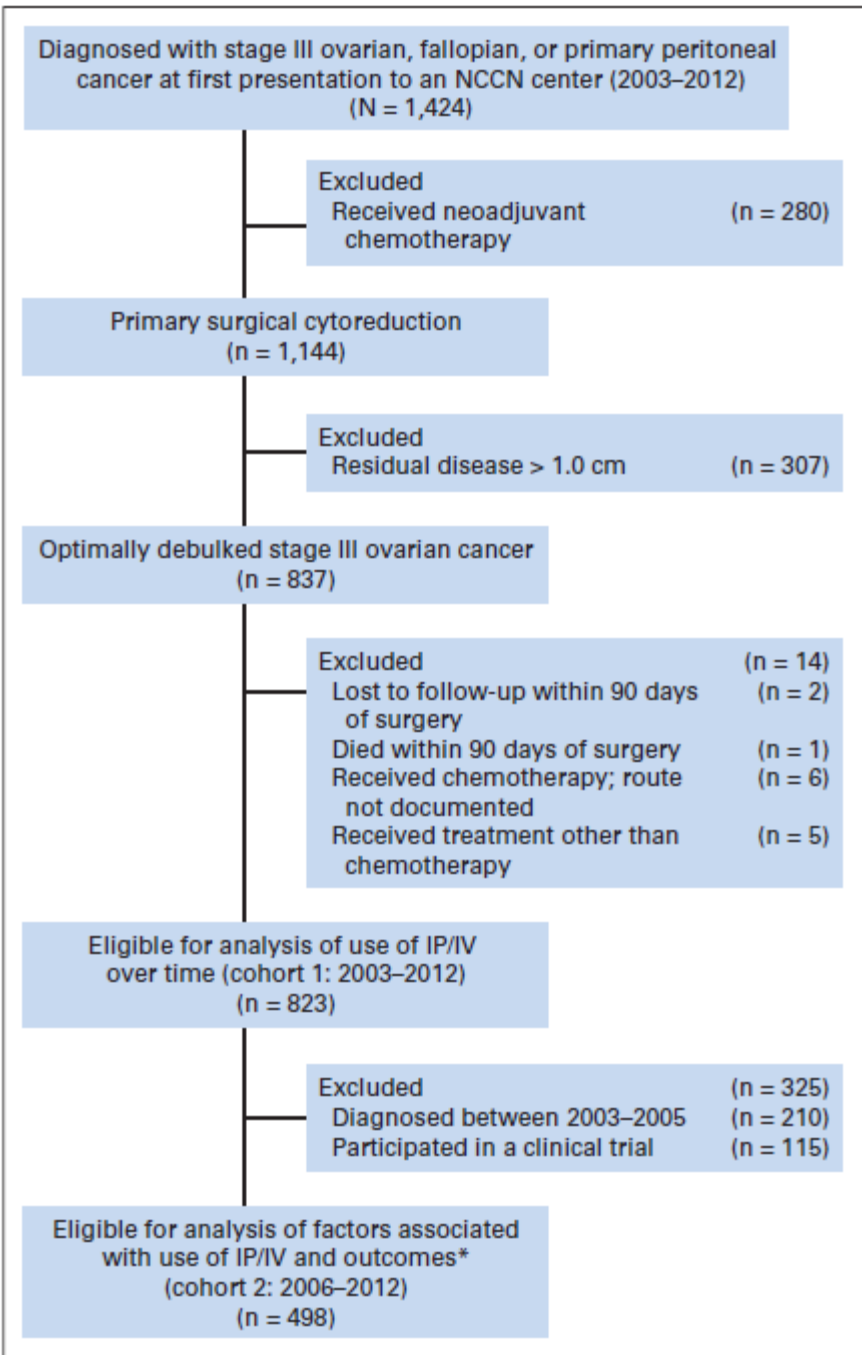 Diagnosed with stage III ovarian, fallopian, or primary peritoneal
cancer at first presentation to an NCCN center (2003–2012)
(N = 1,424)
Excluded
Received neoadjuvant (n = 280)
chemotherapy
Primary surgical cytoreduction
(n = 1,144)
Excluded
Residual disease > 1.0 cm (n = 307)
Optimally debulked stage III ovarian cancer
(n = 837)
Excluded (n = 14)
Lost to follow-up within 90 days (n = 2)
of surgery
Died within 90 days of surgery (n = 1)
Received chemotherapy; route (n = 6)
not documented
Received treatment other than (n = 5)
chemotherapy
Eligible for analysis of use of IP/IV
over time (cohort 1: 2003–2012)
(n = 823)
Excluded (n = 325)
Diagnosed between 2003–2005 (n = 210)
Participated in a clinical trial (n = 115)
Eligible for analysis of factors associated
with use of IP/IV and outcomes*
(cohort 2: 2006–2012)
(n = 498)